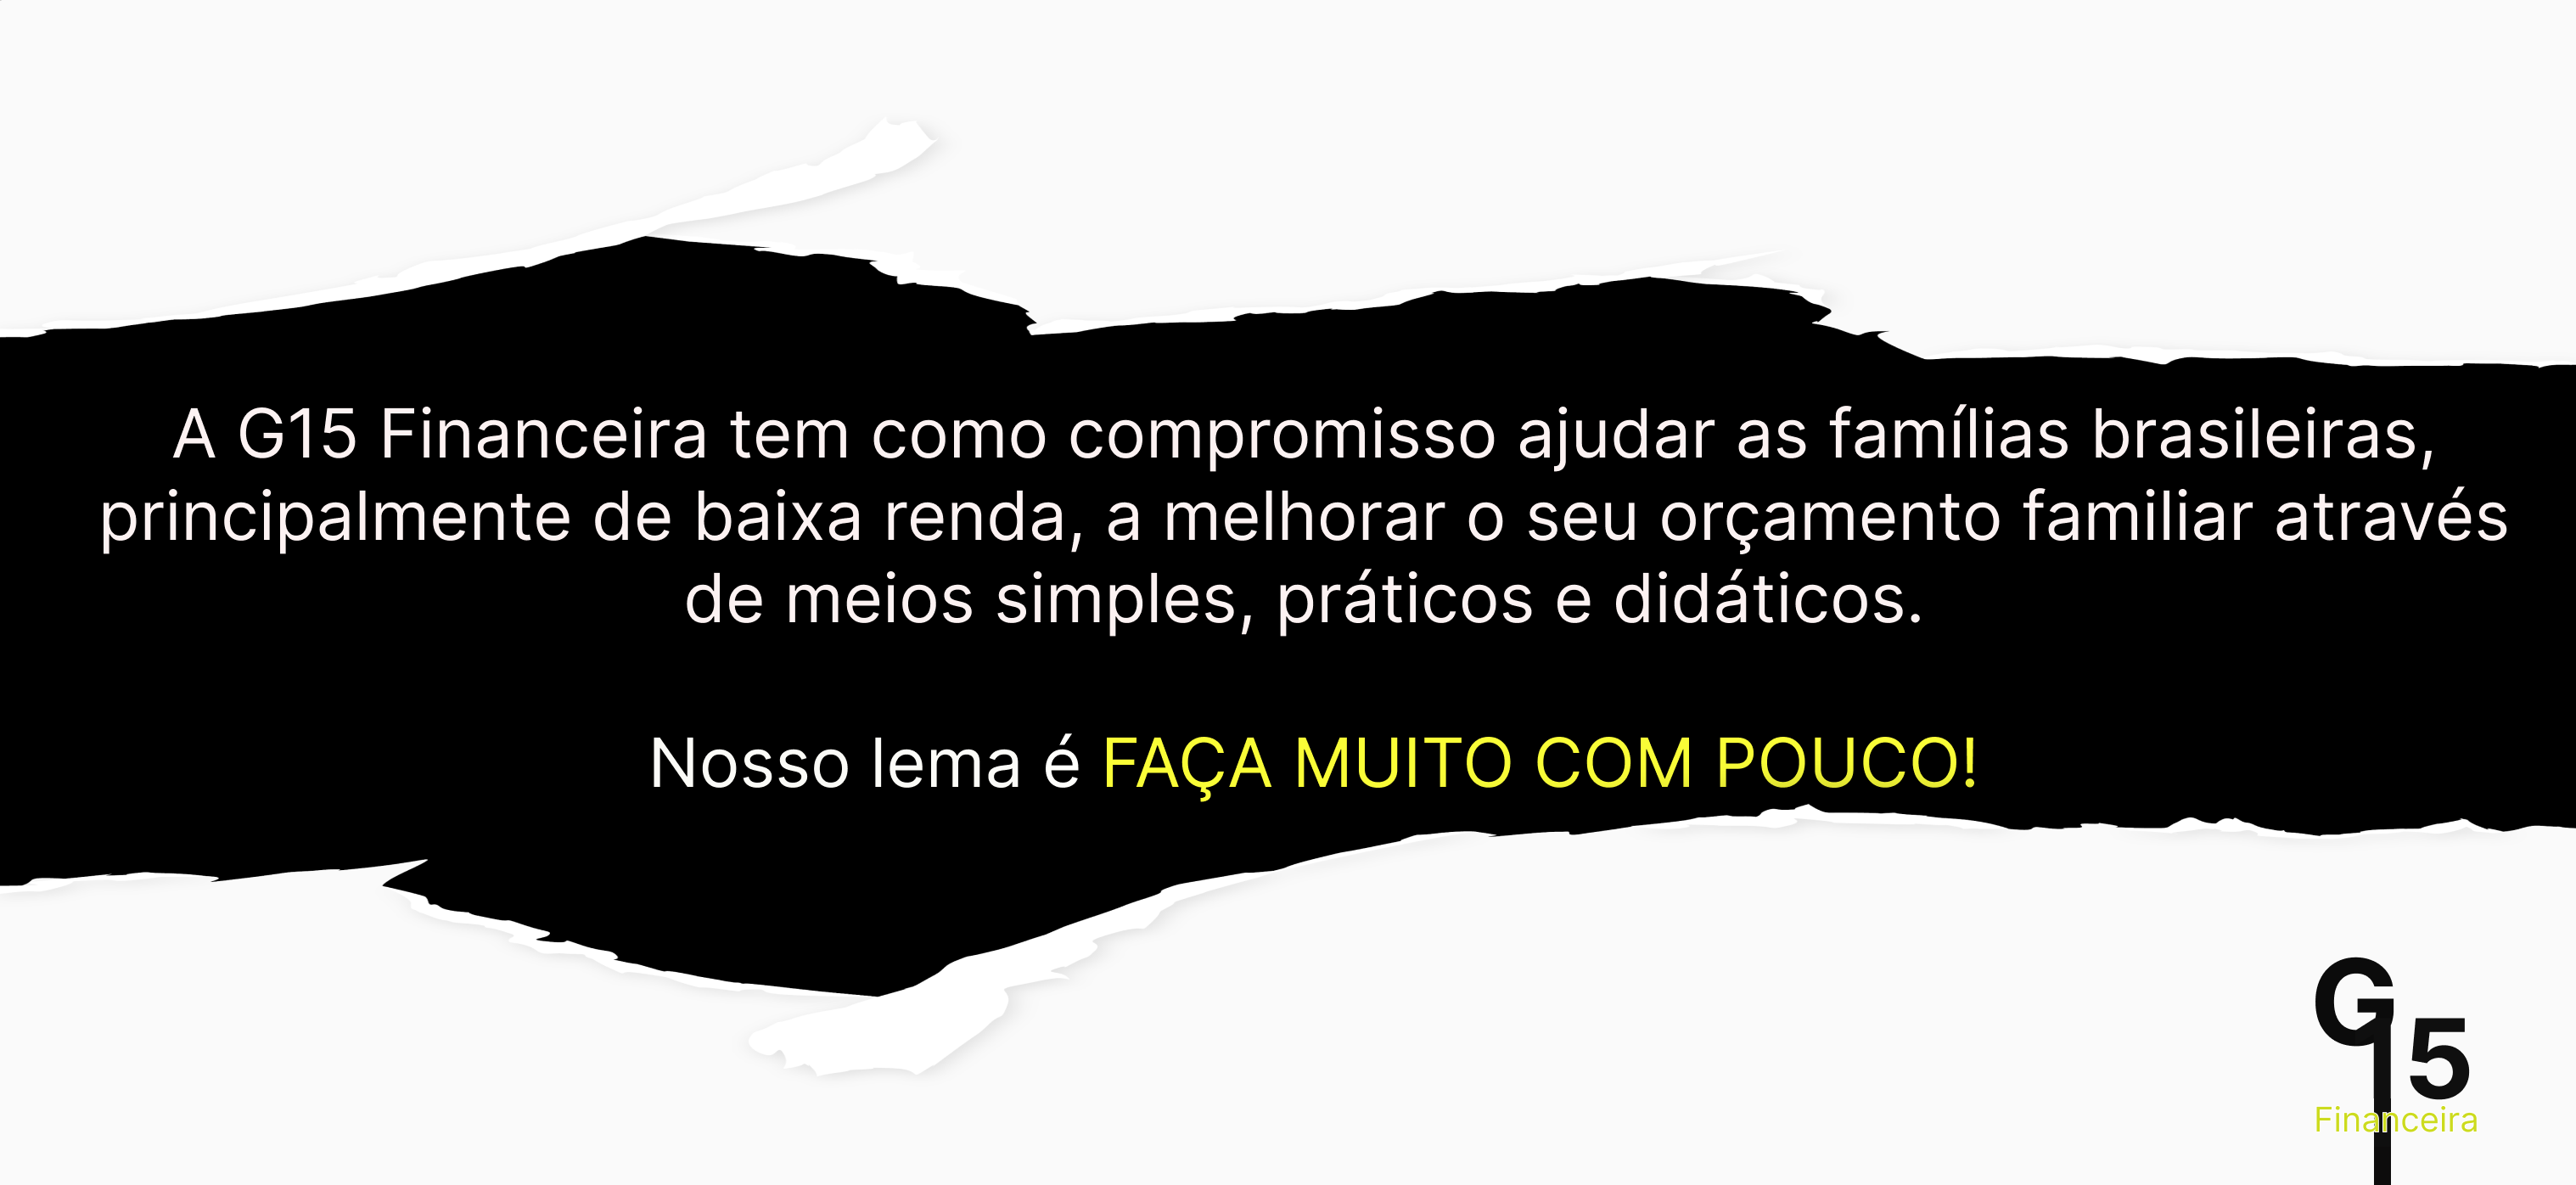 A G15 Financeira tem como compromisso ajudar as famílias brasileiras,
principalmente de baixa renda, a melhorar o seu orçamento familiar através
de meios simples, práticos e didáticos.
Nosso lema é FAÇA MUITO COM POUCO!
G15
Financeira